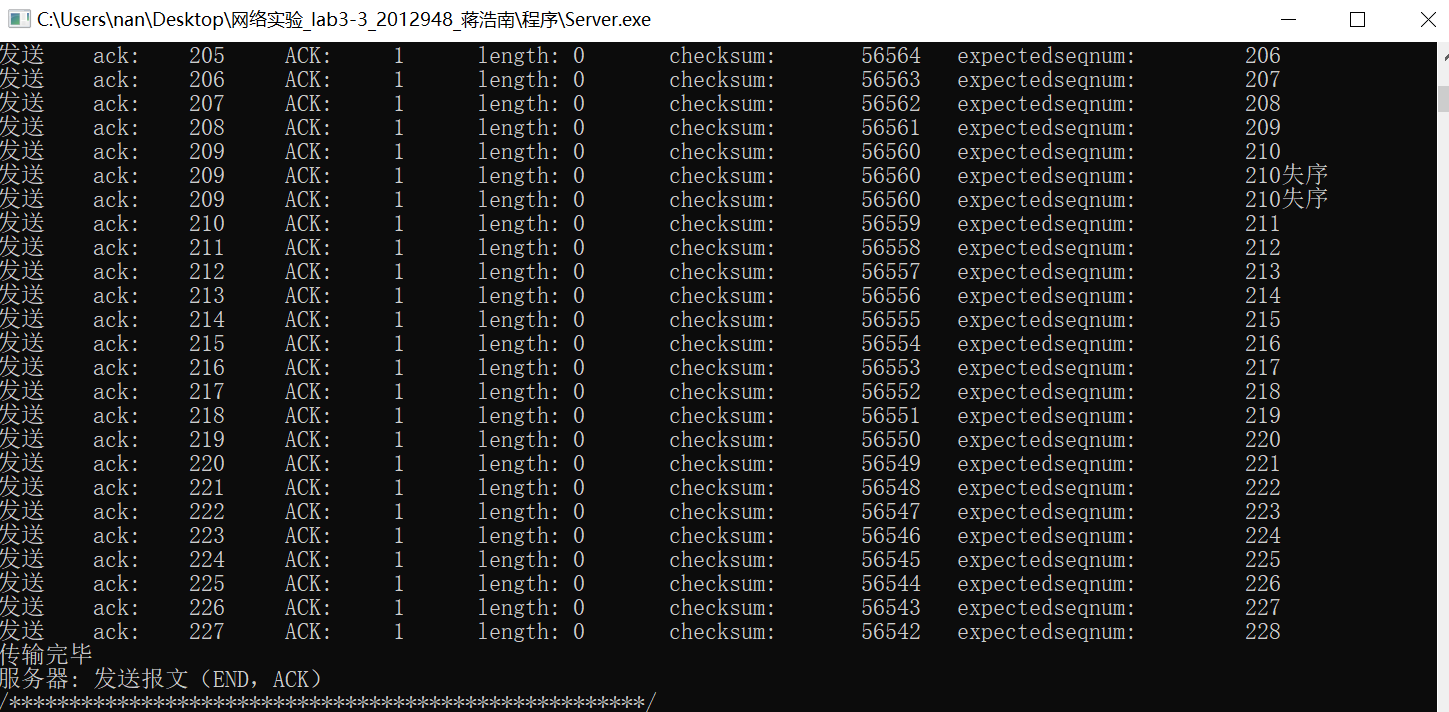 C:\Users\nan\Desktop\网络实验_lab3-3_2012948_蒋浩南\程序\Server.exe
发送 ack: 205 ACK: 1 length: 0 checksum: 56564 expectedseqnum: 206
发送 ack: 206 ACK: 1 length: 0 checksum: 56563 expectedseqnum: 207
发送 ack: 207 ACK: 1 length: 0 checksum: 56562 expectedseqnum: 208
发送 ack: 208 ACK: 1 length: 0 checksum: 56561 expectedseqnum: 209
发送 ack: 209 ACK: 1 length: 0 checksum: 56560 expectedseqnum: 210
发送 ack: 209 ACK: 1 length: 0 checksum: 56560 expectedseqnum: 210失序
发送 ack: 209 ACK: 1 length: 0 checksum: 56560 expectedseqnum: 210失序
发送 ack: 210 ACK: 1 length: 0 checksum: 56559 expectedseqnum: 211
发送 ack: 211 ACK: 1 length: 0 checksum: 56558 expectedseqnum: 212
发送 ack: 212 ACK: 1 length: 0 checksum: 56557 expectedseqnum: 213
发送 ack: 213 ACK: 1 length: 0 checksum: 56556 expectedseqnum: 214
发送 ack: 214 ACK: 1 length: 0 checksum: 56555 expectedseqnum: 215
发送 ack: 215 ACK: 1 length: 0 checksum: 56554 expectedseqnum: 216
发送 ack: 216 ACK: 1 length: 0 checksum: 56553 expectedseqnum: 217
发送 ack: 217 ACK: 1 length: 0 checksum: 56552 expectedseqnum: 218
发送 ack: 218 ACK: 1 length: 0 checksum: 56551 expectedseqnum: 219
发送 ack: 219 ACK: 1 length: 0 checksum: 56550 expectedseqnum: 220
发送 ack: 220 ACK: 1 length: 0 checksum: 56549 expectedseqnum: 221
发送 ack: 221 ACK: 1 length: 0 checksum: 56548 expectedseqnum: 222
发送 ack: 222 ACK: 1 length: 0 checksum: 56547 expectedseqnum: 223
发送 ack: 223 ACK: 1 length: 0 checksum: 56546 expectedseqnum: 224
发送 ack: 224 ACK: 1 length: 0 checksum: 56545 expectedseqnum: 225
发送 ack: 225 ACK: 1 length: 0 checksum: 56544 expectedseqnum: 226
发送 ack: 226 ACK: 1 length: 0 checksum: 56543 expectedseqnum: 227
发送 ack: 227 ACK: 1 length: 0 checksum: 56542 expectedseqnum: 228
传输完毕
服务器: 发送报文（END，ACK）
/*****************************************************/